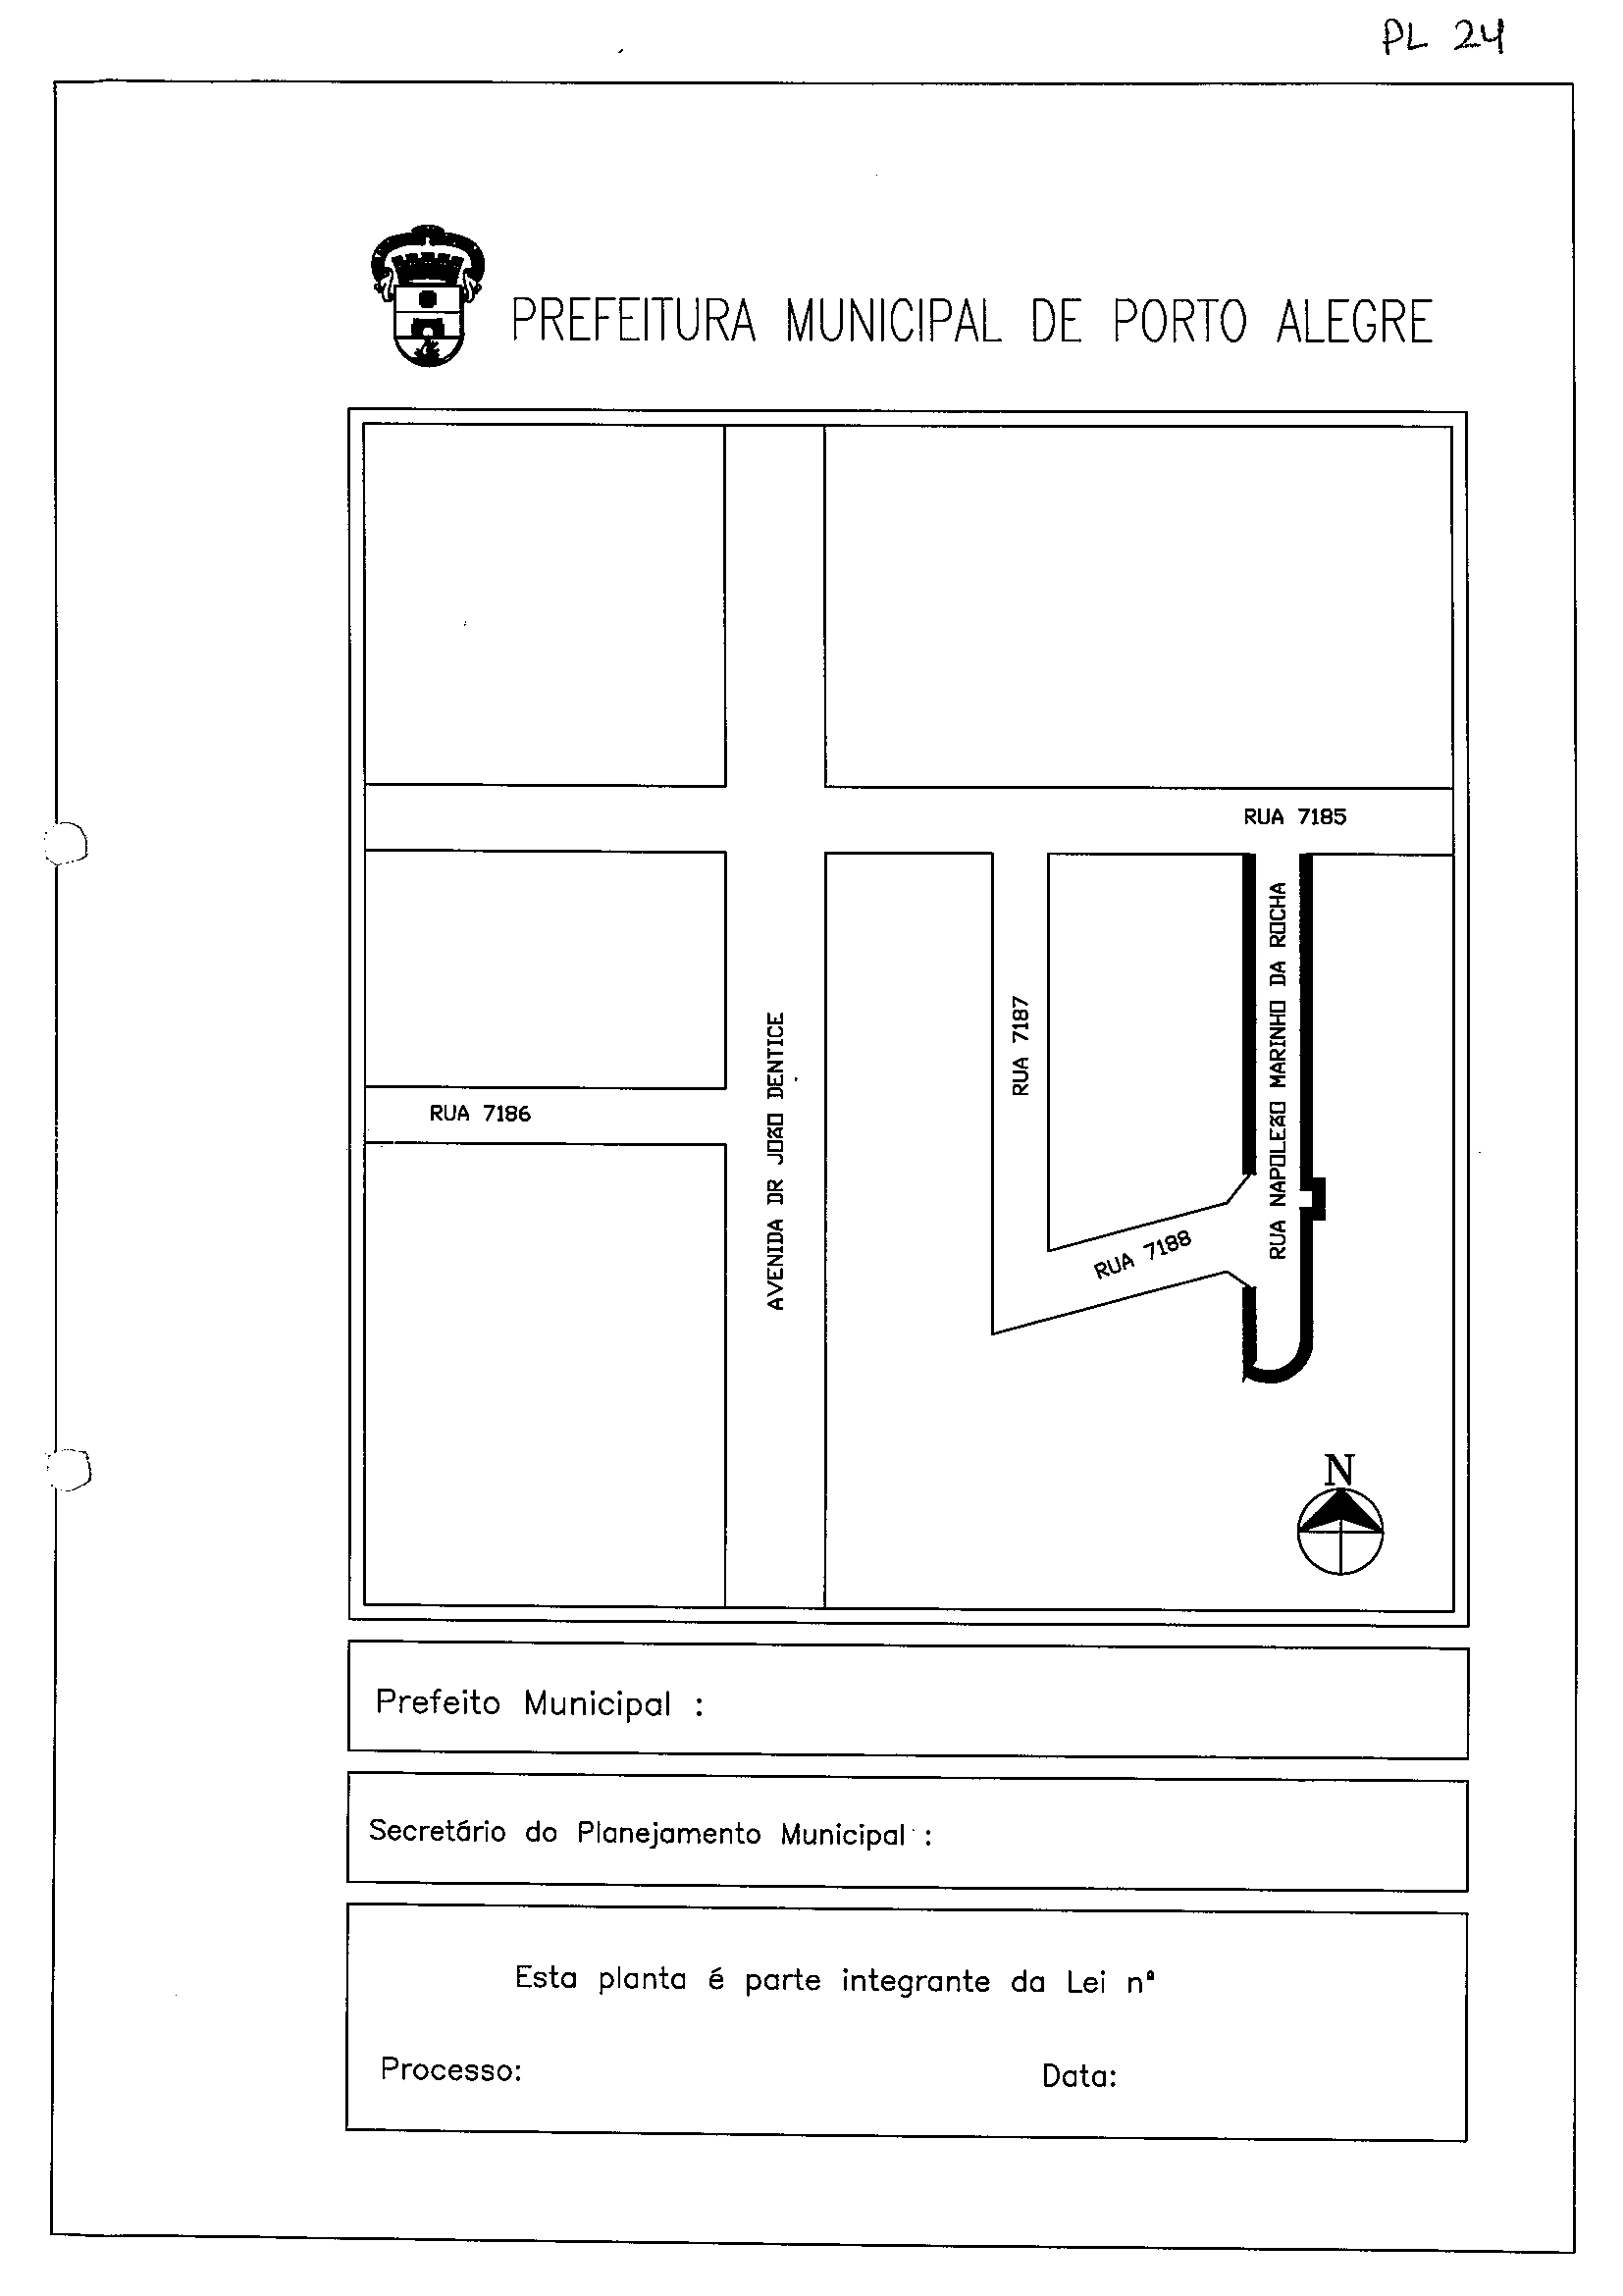 PL 24
PREFEITURA MUNICIPAL DE PORTO ALEGRE
RUA 7185
RUA NAPOLEÃO MARINHO DA ROCHA
RUA 7187
AVENIDA DR JOÃO DENTICE
RUA 7186
RUA 7188
N
Prefeito Municipal :
Secretário do Planejamento Municipal :
Esta planta é parte integrante da Lei nº
Processo: Data: